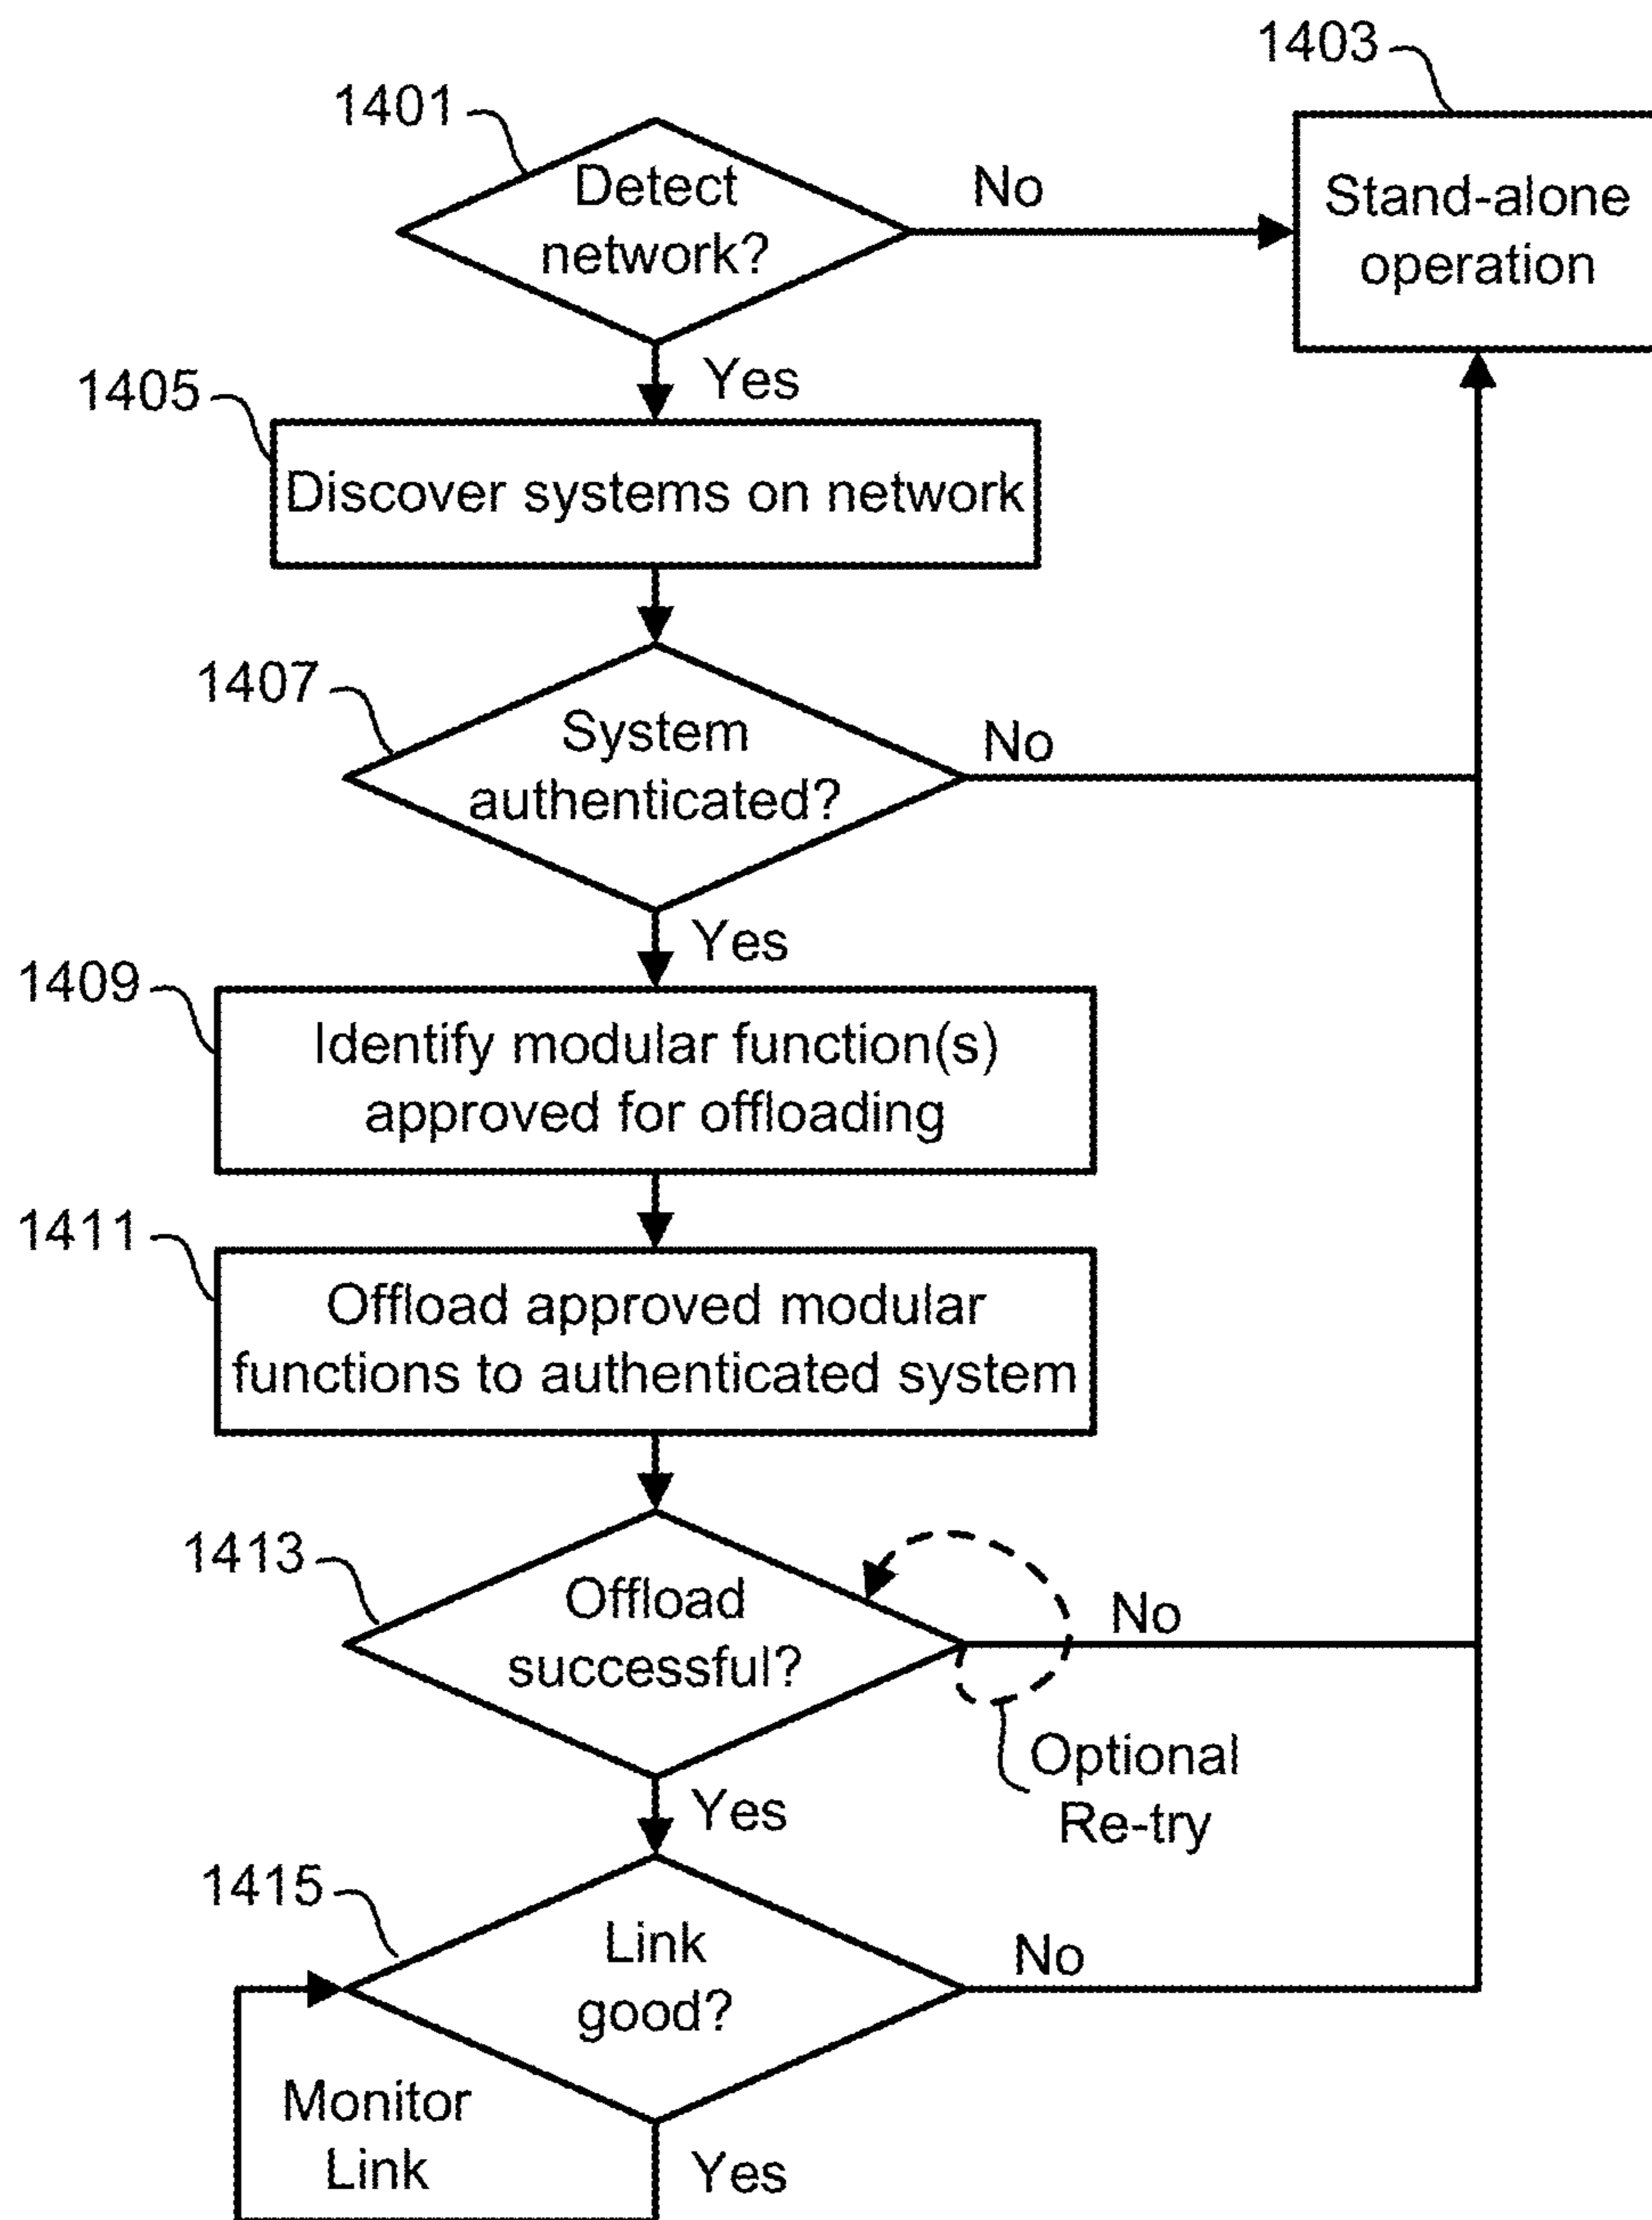 1403
1401
Detect
network?
No
Stand-alone
operation
Yes
1405
Discover systems on network
1407
System
authenticated?
No
Yes
1409
Identify modular function(s)
approved for offloading
1411
Offload approved modular
functions to authenticated system
1413
Offload
successful?
No
Optional
Re-try
Yes
1415
Link
good?
No
Monitor
Link
Yes